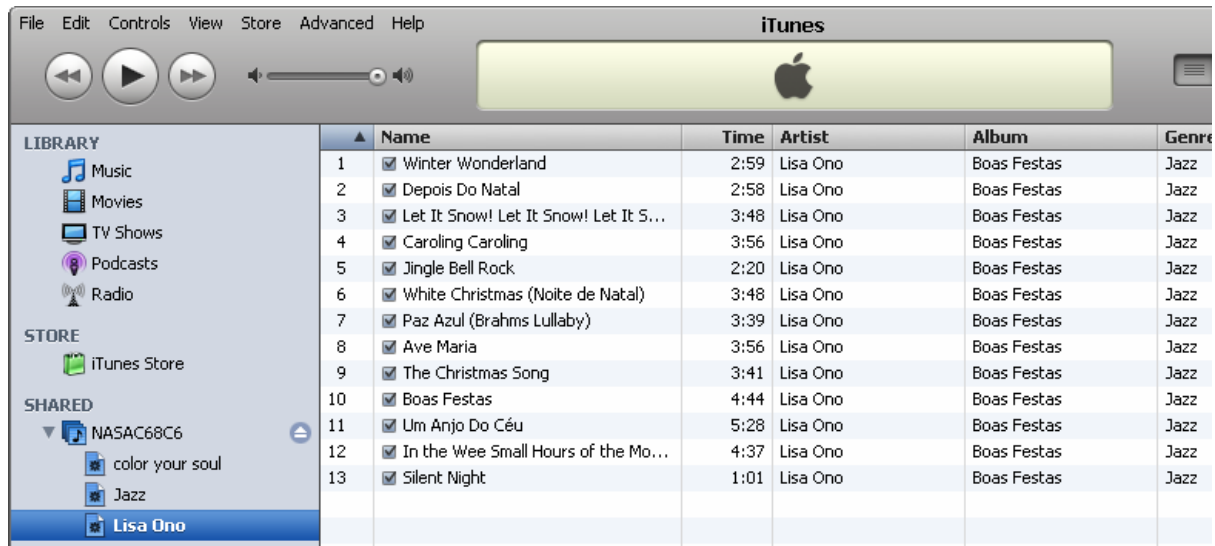 File Edit Controls View Store Advanced Help iTunes
LIBRARY
Music
Movies
TV Shows
Podcasts
Radio
STORE
iTunes Store
SHARED
NASAC68C6
color your soul
Jazz
Lisa Ono
Name Time Artist Album Genre
1 Winter Wonderland 2:59 Lisa Ono Boas Festas Jazz
2 Depois Do Natal 2:58 Lisa Ono Boas Festas Jazz
3 Let It Snow! Let It Snow! Let It S... 3:48 Lisa Ono Boas Festas Jazz
4 Caroling Caroling 3:56 Lisa Ono Boas Festas Jazz
5 Jingle Bell Rock 2:20 Lisa Ono Boas Festas Jazz
6 White Christmas (Noite de Natal) 3:48 Lisa Ono Boas Festas Jazz
7 Paz Azul (Brahms Lullaby) 3:39 Lisa Ono Boas Festas Jazz
8 Ave Maria 3:56 Lisa Ono Boas Festas Jazz
9 The Christmas Song 3:41 Lisa Ono Boas Festas Jazz
10 Boas Festas 4:44 Lisa Ono Boas Festas Jazz
11 Um Anjo Do Céu 5:28 Lisa Ono Boas Festas Jazz
12 In the Wee Small Hours of the Mo... 4:37 Lisa Ono Boas Festas Jazz
13 Silent Night 1:01 Lisa Ono Boas Festas Jazz